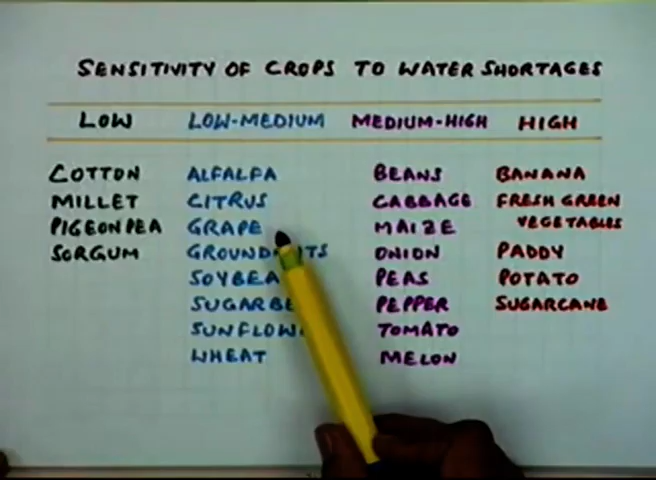 SENSITIVITY OF CROPS TO WATER SHORTAGES
LOW LOW-MEDIUM MEDIUM-HIGH HIGH
COTTON ALFALFA BEANS BANANA
MILLET CITRUS CABBAGE FRESH GREEN
PIGEONPEA GRAPE MAIZE VEGETABLES
SORGUM ONION PADDY
PEAS POTATO
PEPPER SUGARCANE
TOMATO
WHEAT MELON